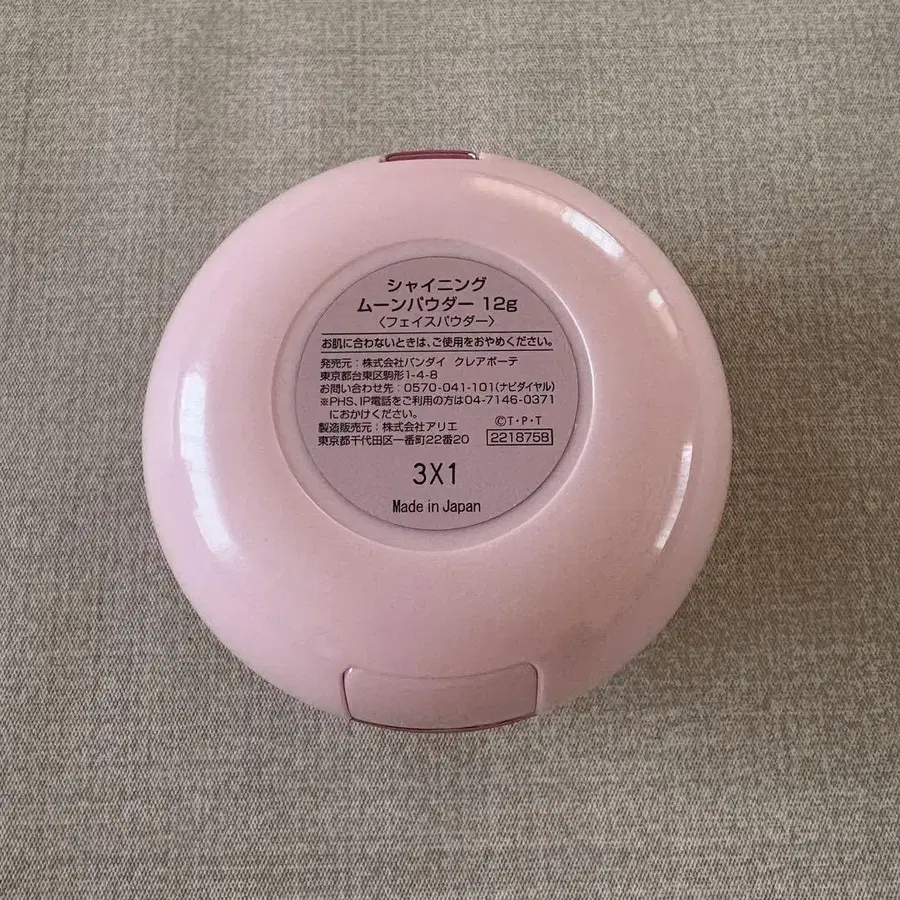 シャイニング
ムーンパウダー 12g
〈フェイスパウダー〉
お肌に合わないときは、ご使用をおやめください。
発売元：株式会社バンダイ クレアボーテ
東京都台東区駒形1-4-8
お問い合わせ先：0570-041-101(ナビダイヤル)
※PHS、IP電話をご利用の方は04-7146-0371
におかけください。
©T・P・T
製造販売元：株式会社アリエ
東京都千代田区一番町22番20
2218758
3X1
Made in Japan